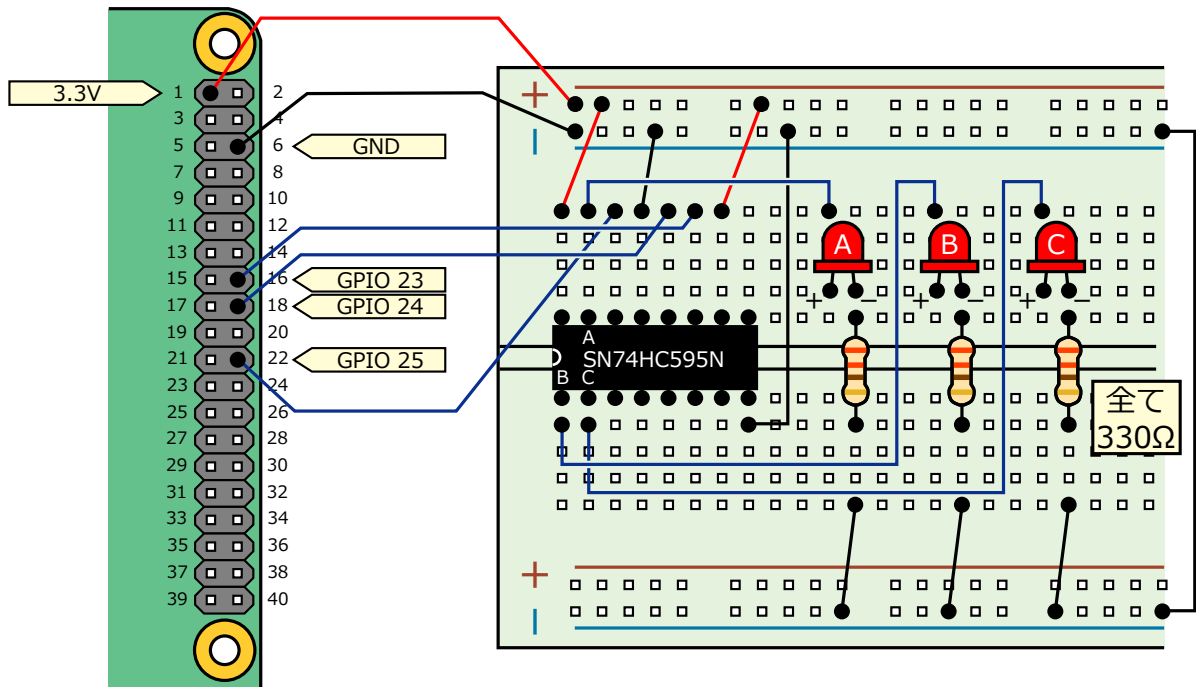 3.3V
1 2
3 4
5 6
GND
7 8
9 10
11 12
13 14
15 16
GPIO 23
17 18
GPIO 24
19 20
21 22
GPIO 25
23 24
25 26
27 28
29 30
31 32
33 34
35 36
37 38
39 40
+
−
A
B
C
+ −
+ −
+ −
A
SN74HC595N
B C
全て
330Ω
+
−